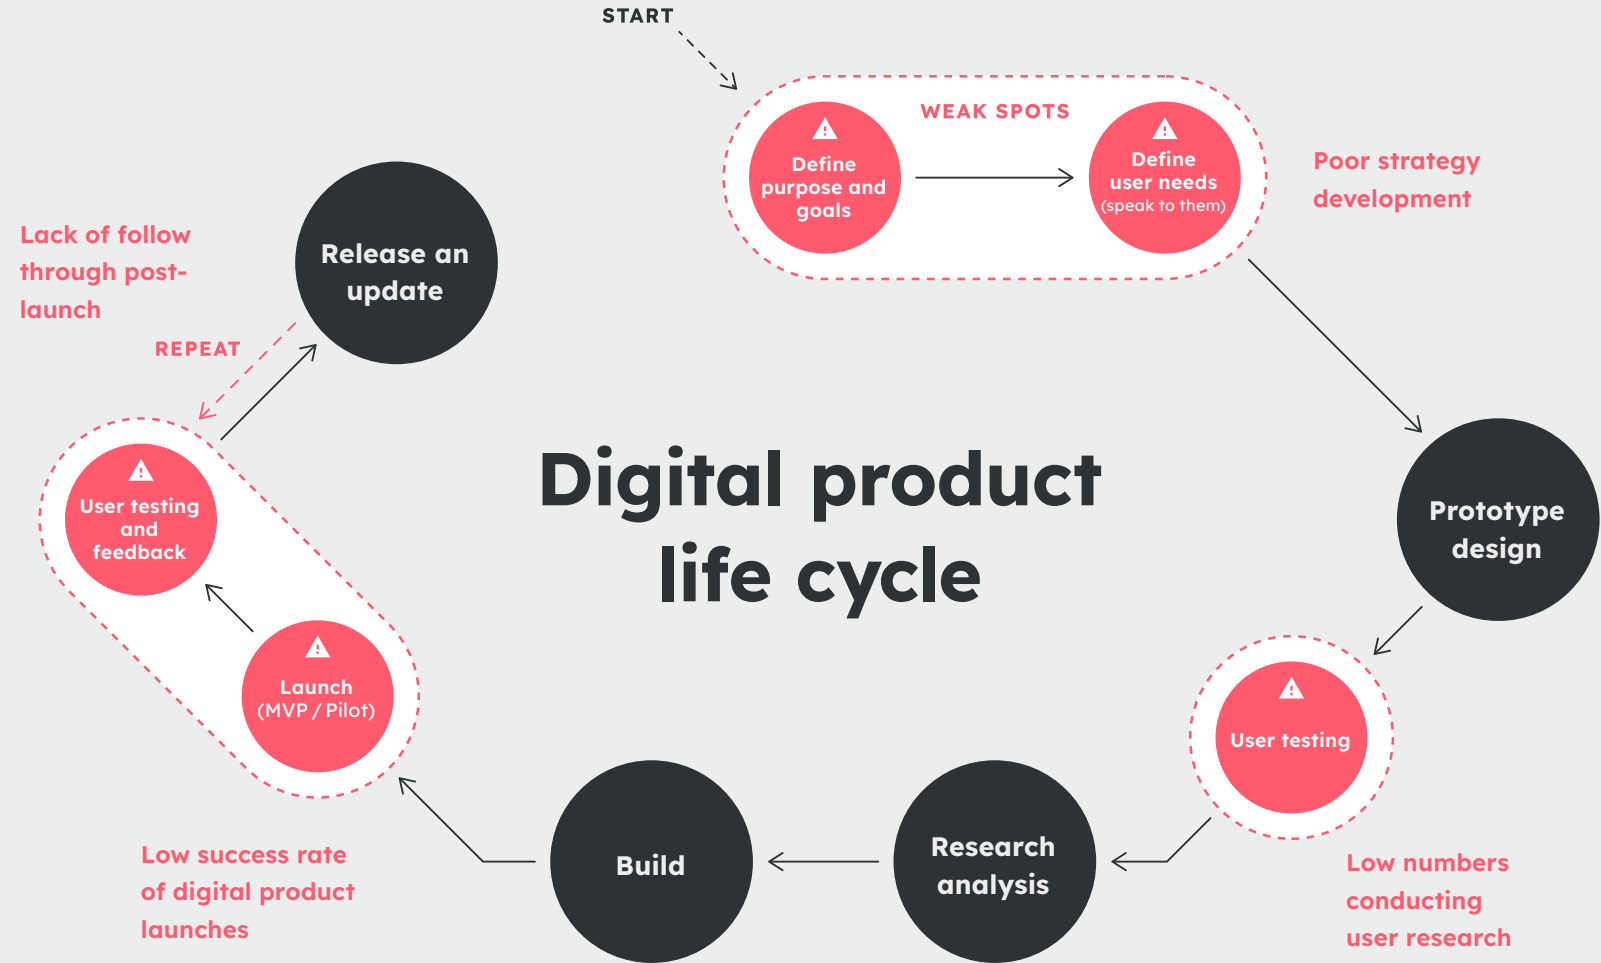 START
WEAK SPOTS
Define
purpose and
goals
Define
user needs
(speak to them)
Poor strategy
development
Prototype
design
User testing
Low numbers
conducting
user research
Research
analysis
Build
Low success rate
of digital product
launches
Launch
(MVP / Pilot)
User testing
and
feedback
REPEAT
Lack of follow
through post-
launch
Release an
update
Digital product
life cycle